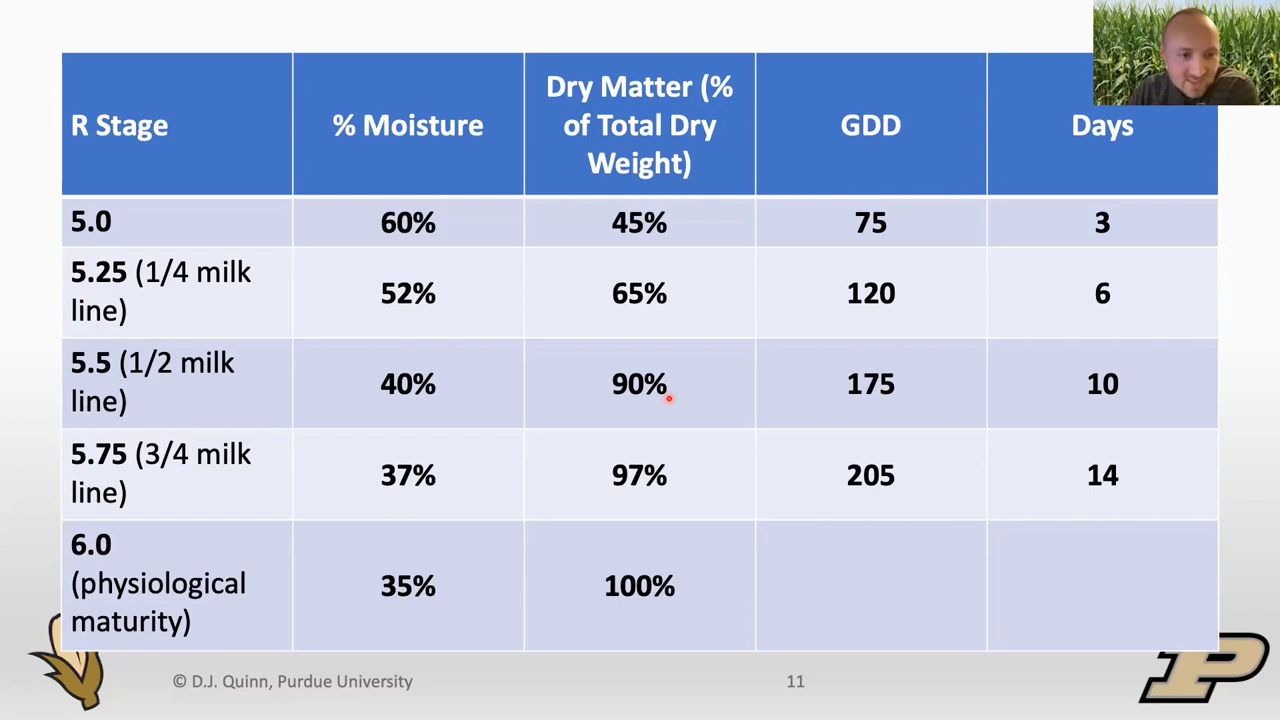 R Stage
% Moisture
Dry Matter (%
of Total Dry
Weight)
GDD
Days
5.0
60%
45%
75
3
5.25 (1/4 milk
line)
52%
65%
120
6
5.5 (1/2 milk
line)
40%
90%
175
10
5.75 (3/4 milk
line)
37%
97%
205
14
6.0
(physiological
maturity)
35%
100%
© D.J. Quinn, Purdue University
11
P